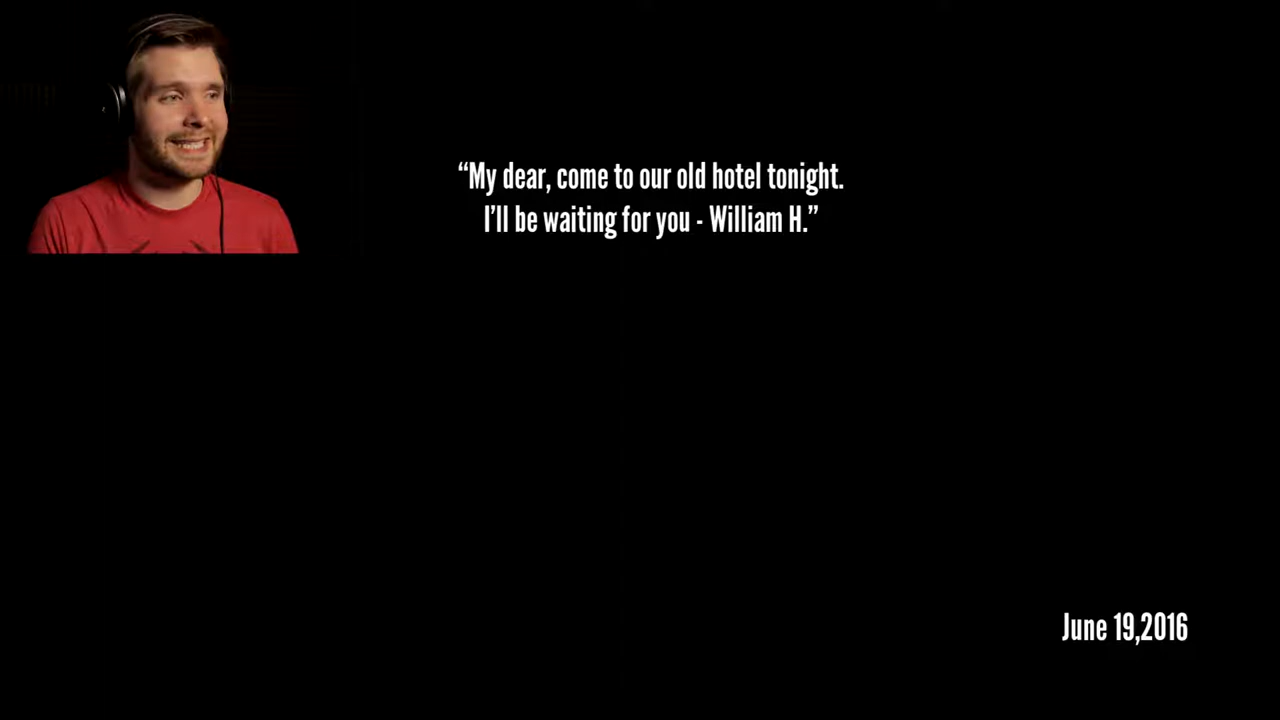 “My dear, come to our old hotel tonight.
I’ll be waiting for you - William H.”
June 19,2016